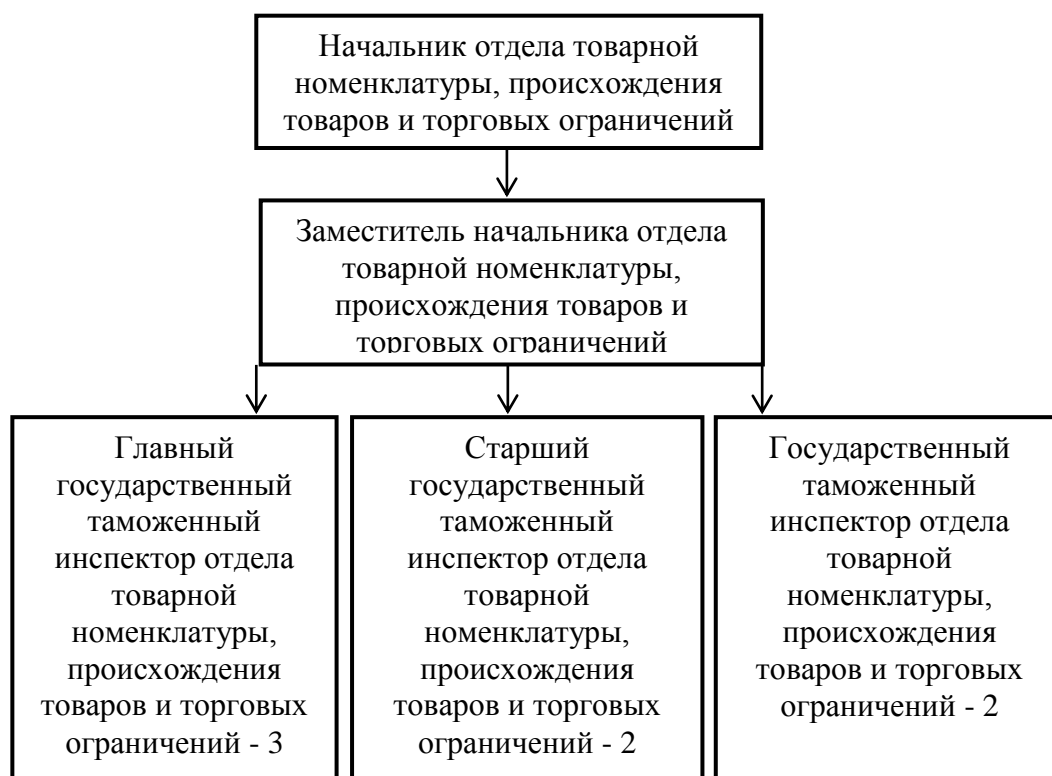 Начальник отдела товарной
номенклатуры, происхождения
товаров и торговых ограничений
Заместитель начальника отдела
товарной номенклатуры,
происхождения товаров и
торговых ограничений
Главный
государственный
таможенный
инспектор отдела
товарной
номенклатуры,
происхождения
товаров и торговых
ограничений - 3
Старший
государственный
таможенный
инспектор отдела
товарной
номенклатуры,
происхождения
товаров и торговых
ограничений - 2
Государственный
таможенный
инспектор отдела
товарной
номенклатуры,
происхождения
товаров и торговых
ограничений - 2